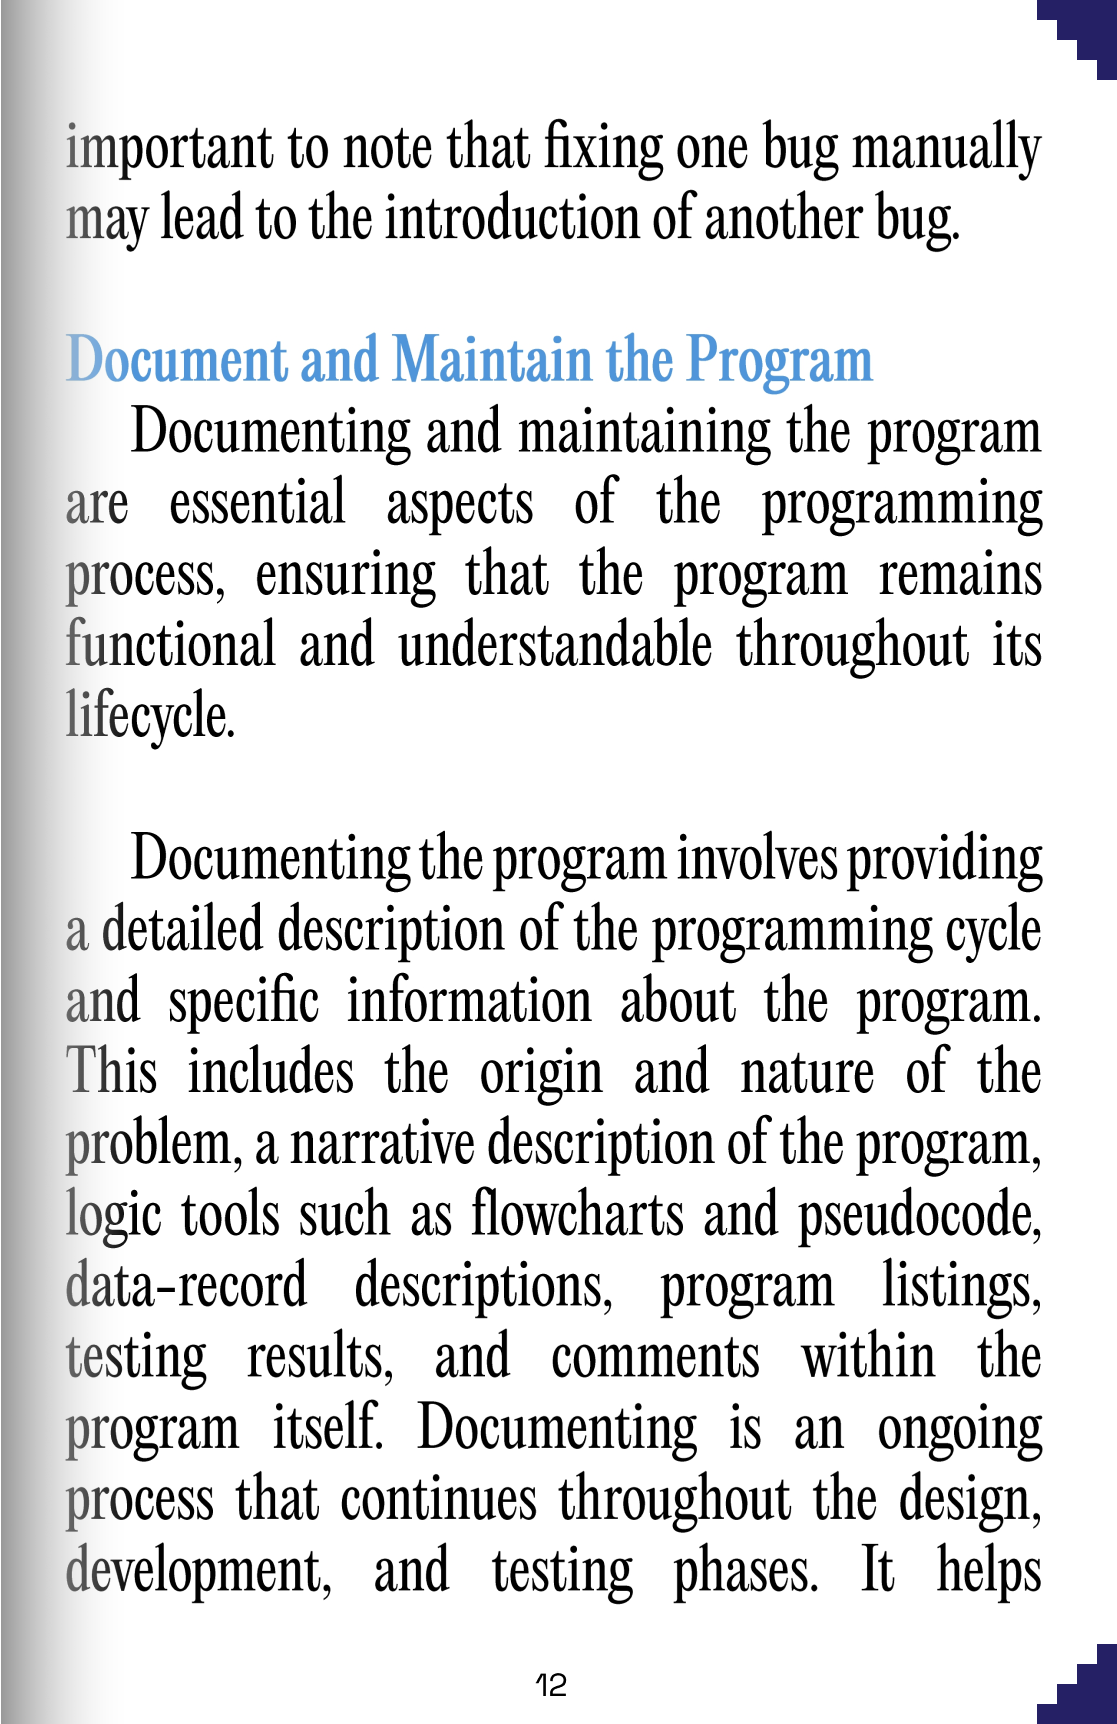 important to note that fixing one bug manually
may lead to the introduction of another bug.
Document and Maintain the Program
Documenting and maintaining the program
are essential aspects of the programming
process, ensuring that the program remains
functional and understandable throughout its
lifecycle.
Documenting the program involves providing
a detailed description of the programming cycle
and specific information about the program.
This includes the origin and nature of the
problem, a narrative description of the program,
logic tools such as flowcharts and pseudocode,
data-record descriptions, program listings,
testing results, and comments within the
program itself. Documenting is an ongoing
process that continues throughout the design,
development, and testing phases. It helps
12